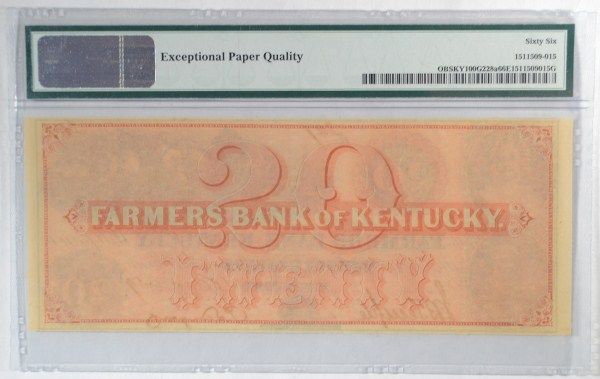 Exceptional Paper Quality
Sixty Six
1511509-015
OBSKY100G228a66E1511509015G
20
FARMERS BANK OF KENTUCKY.
TWENTY